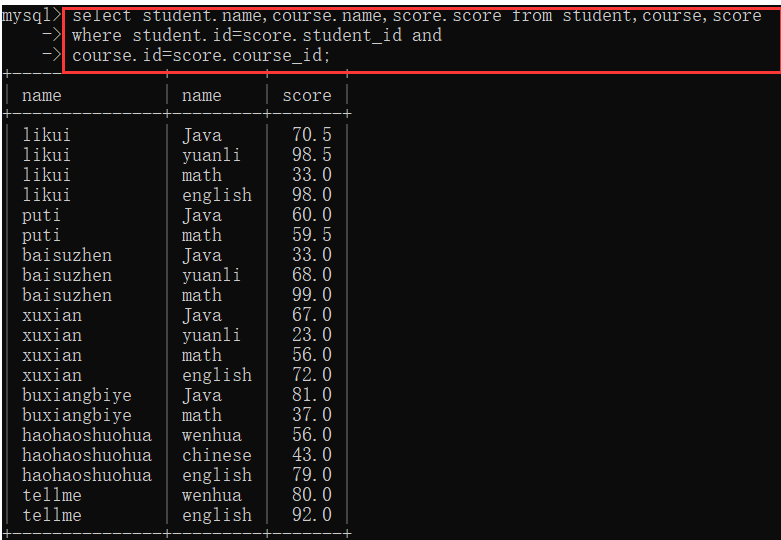 mysql> select student.name,course.name,score.score from student,course,score
-> where student.id=score.student_id and
-> course.id=score.course_id;
+---------------+---------+-------+
| name | name | score |
+---------------+---------+-------+
| likui | Java | 70.5 |
| likui | yuanli | 98.5 |
| likui | math | 33.0 |
| likui | english | 98.0 |
| puti | Java | 60.0 |
| puti | math | 59.5 |
| baisuzhen | Java | 33.0 |
| baisuzhen | yuanli | 68.0 |
| baisuzhen | math | 99.0 |
| xuxian | Java | 67.0 |
| xuxian | yuanli | 23.0 |
| xuxian | math | 56.0 |
| xuxian | english | 72.0 |
| buxiangbiye | Java | 81.0 |
| buxiangbiye | math | 37.0 |
| haohaoshuohua | wenhua | 56.0 |
| haohaoshuohua | chinese | 43.0 |
| haohaoshuohua | english | 79.0 |
| tellme | wenhua | 80.0 |
| tellme | english | 92.0 |
+---------------+---------+-------+